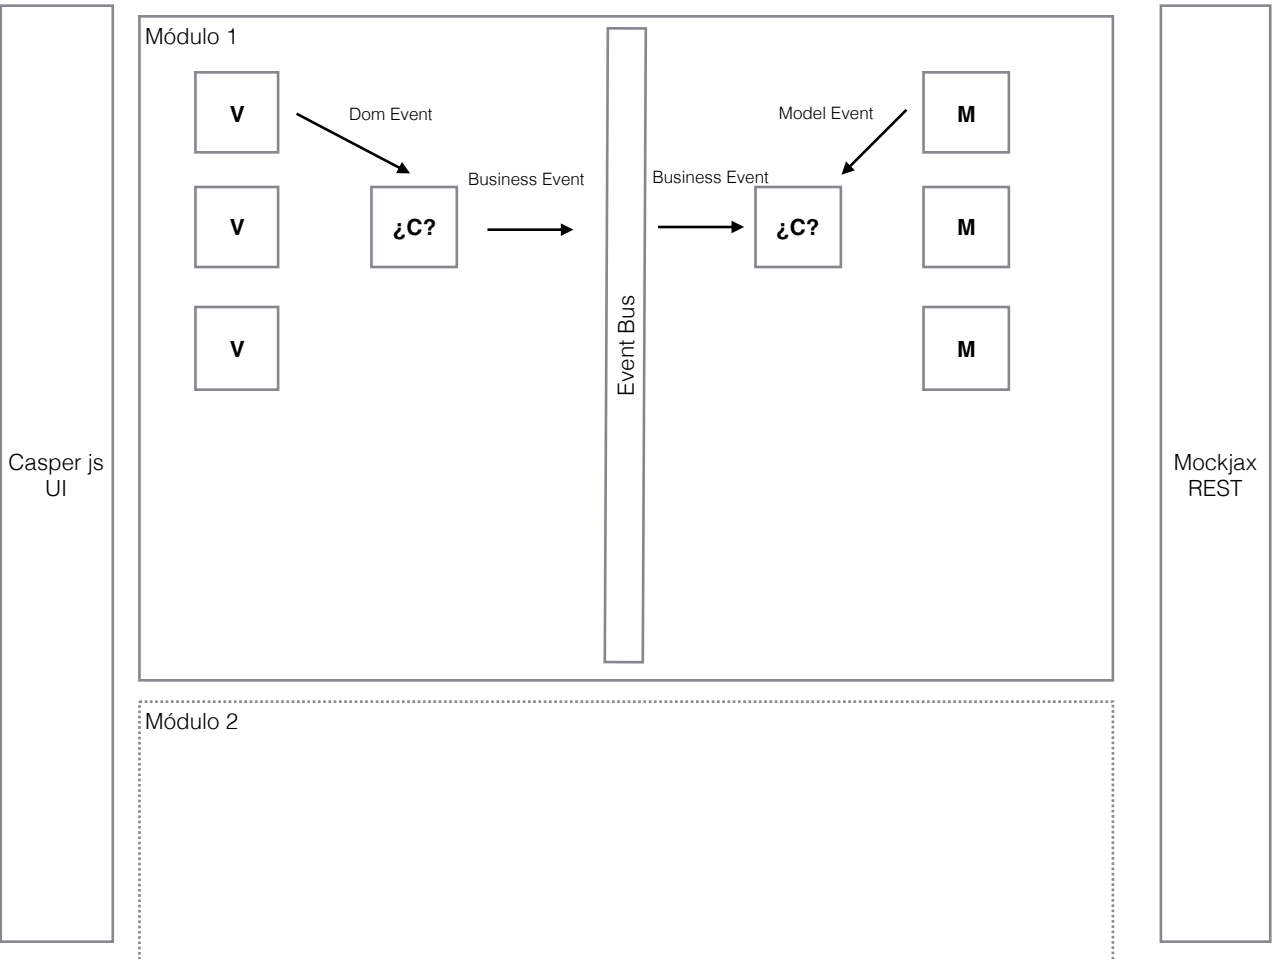 Módulo 1
V
Dom Event
Model Event
M
Business Event
Business Event
V
¿C?
¿C?
M
Event Bus
V
M
Casper js
UI
Mockjax
REST
Módulo 2